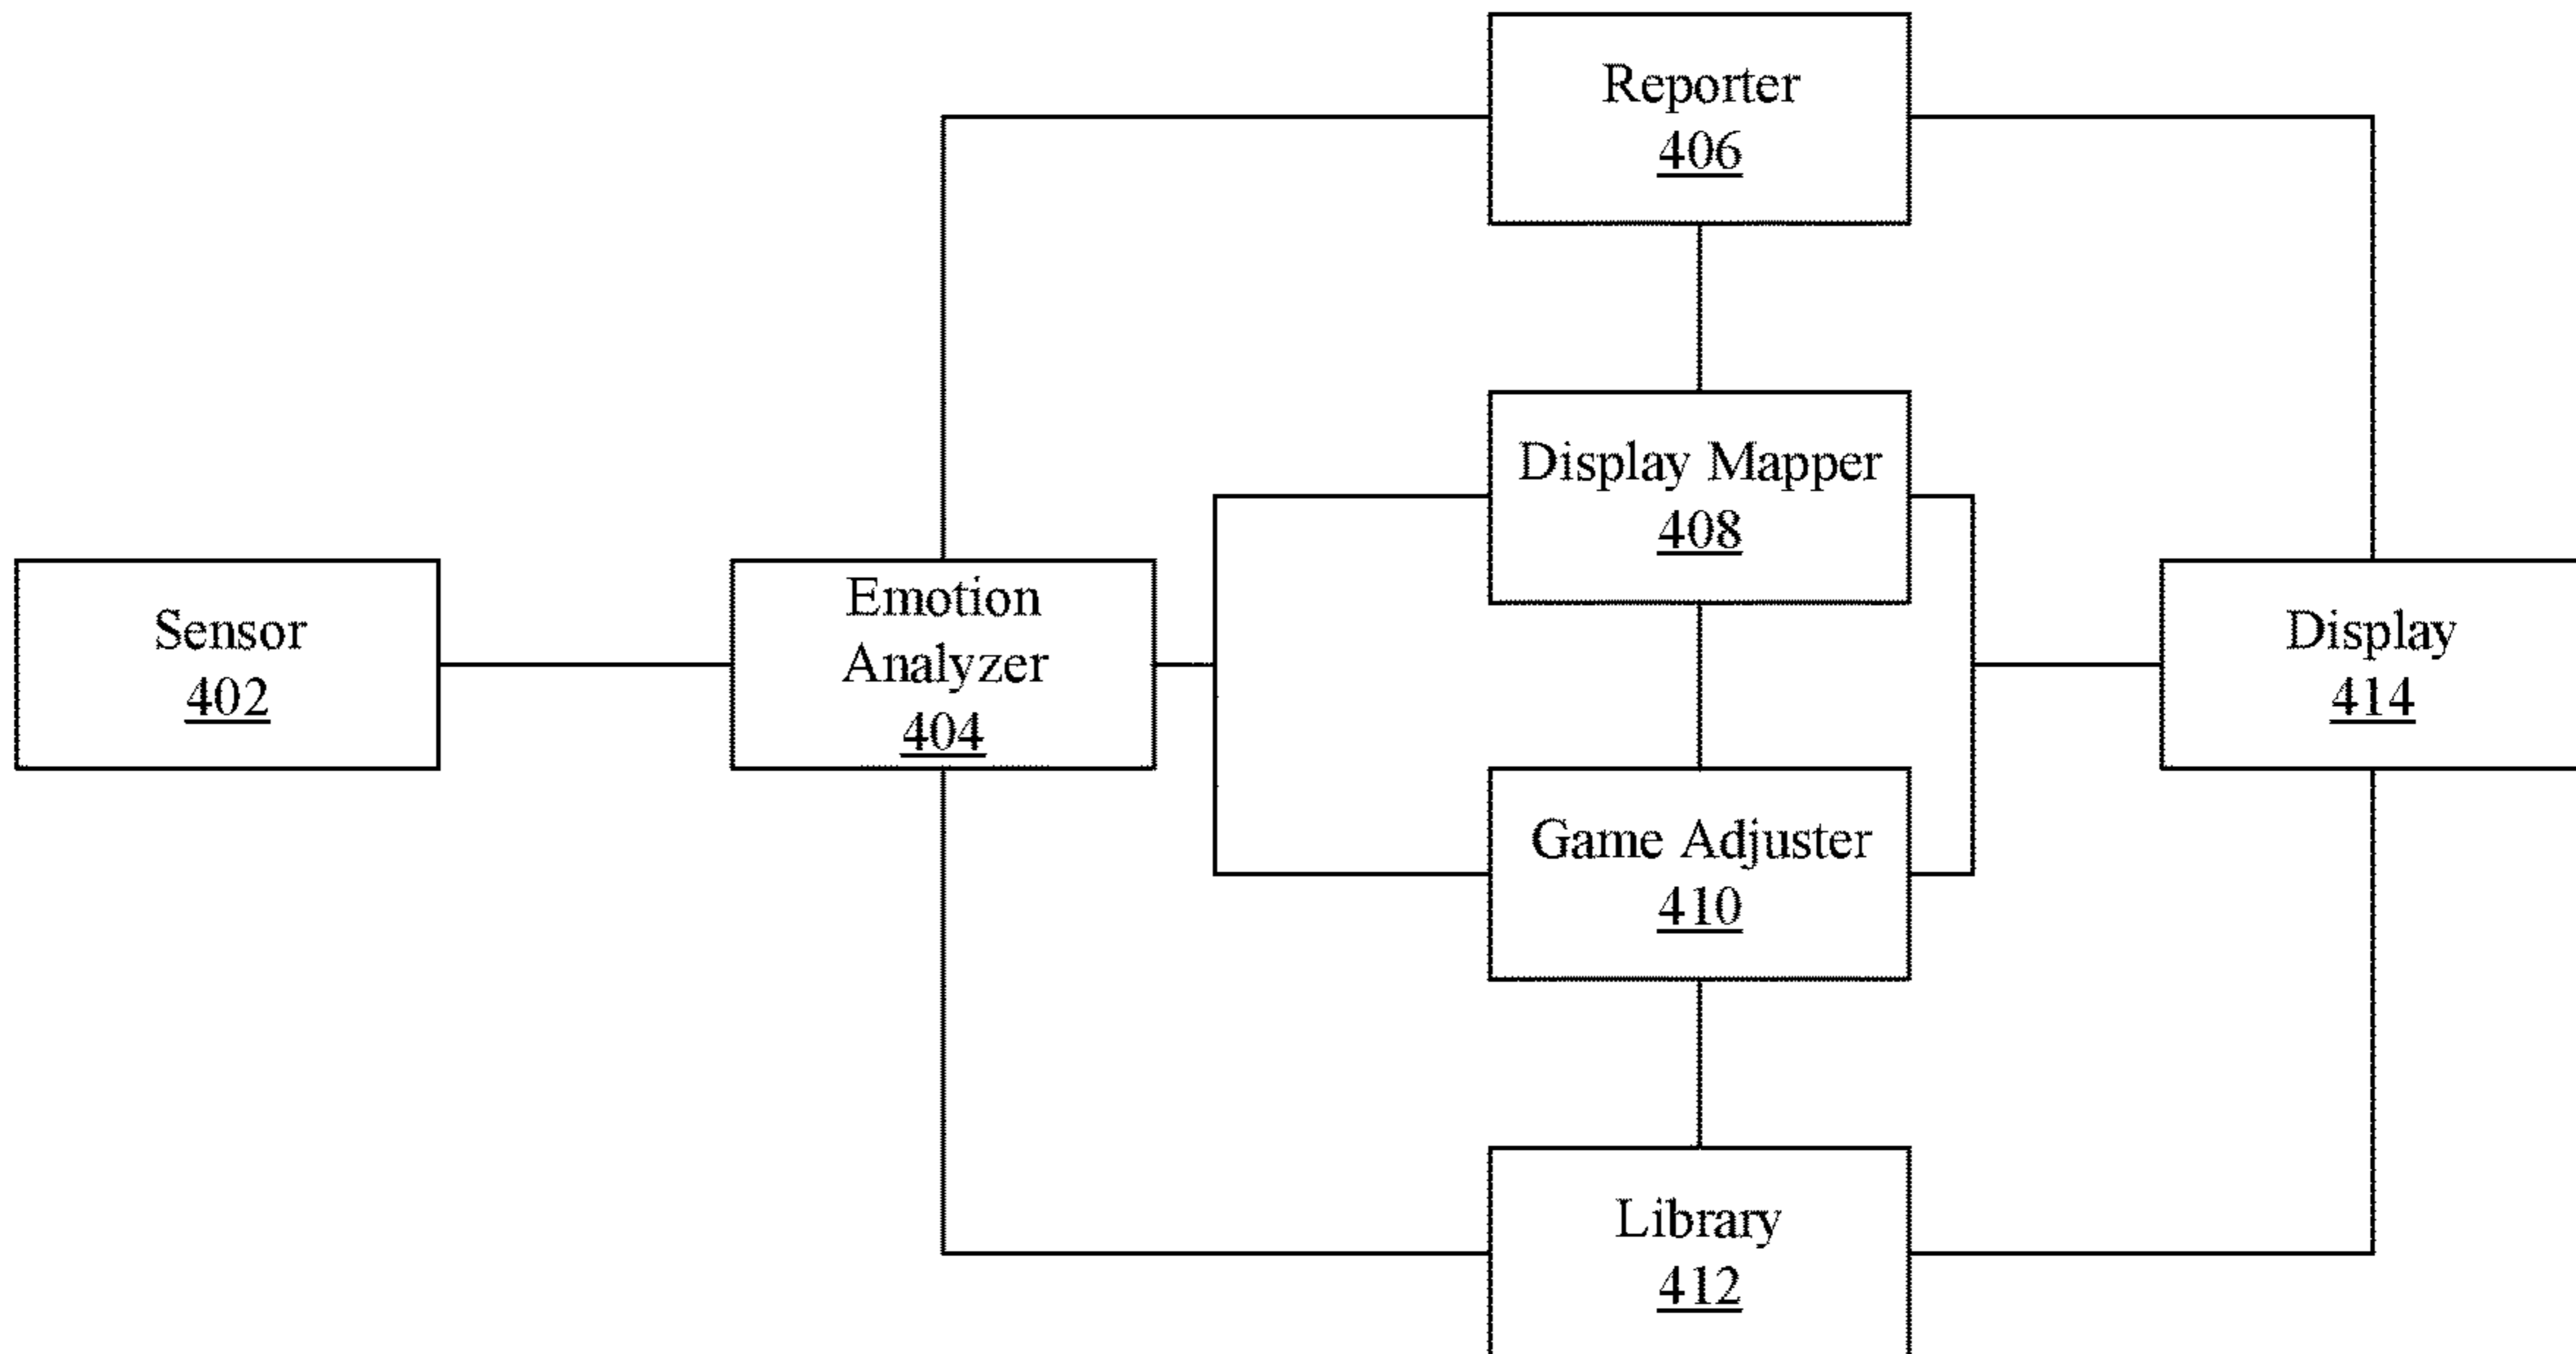 Reporter
406
Display Mapper
408
Sensor
402
Emotion
Analyzer
404
Display
414
Game Adjuster
410
Library
412